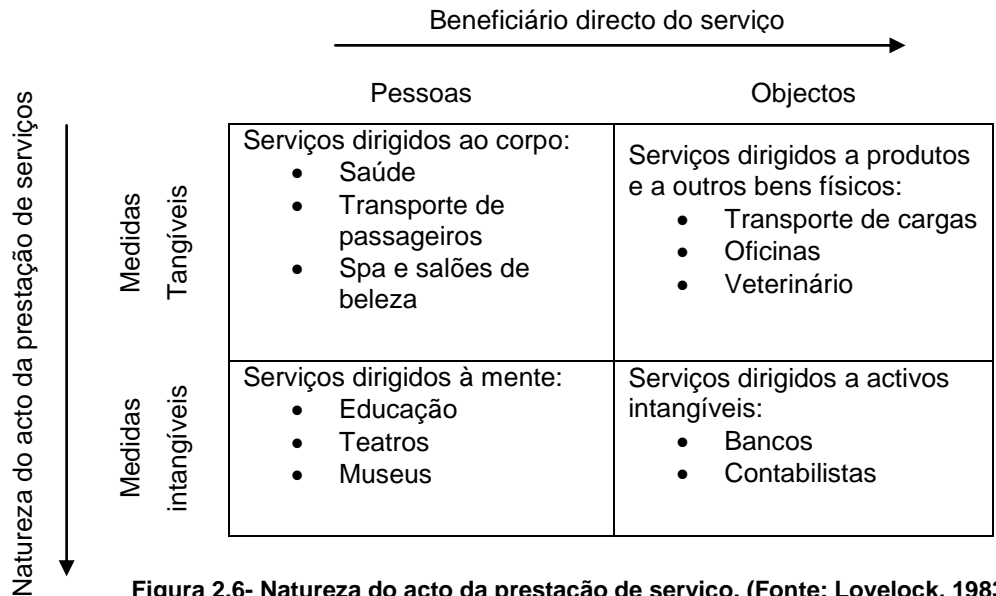 Beneficiário directo do serviço
Pessoas
Objectos
Natureza do acto da prestação de serviços
Medidas
Tangíveis
Serviços dirigidos ao corpo:
• Saúde
• Transporte de
passageiros
• Spa e salões de
beleza
Serviços dirigidos a produtos
e a outros bens físicos:
• Transporte de cargas
• Oficinas
• Veterinário
Medidas
intangíveis
Serviços dirigidos à mente:
• Educação
• Teatros
• Museus
Serviços dirigidos a activos
intangíveis:
• Bancos
• Contabilistas
Figura 2.6- Natureza do acto da prestação de serviço. (Fonte: Lovelock, 1983